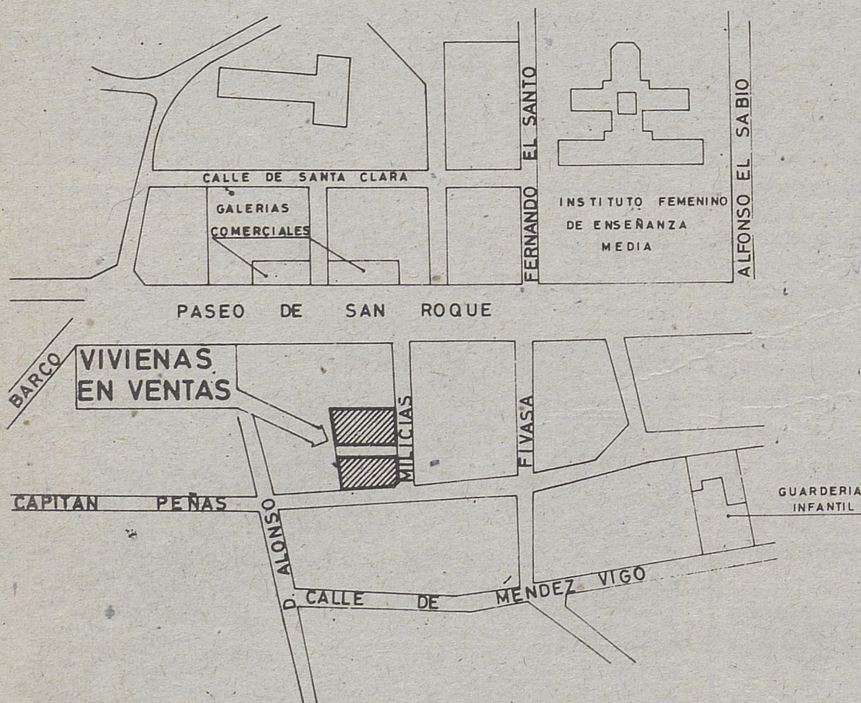 CALLE DE SANTA CLARA
GALERIAS
COMERCIALES
FERNANDO EL SANTO
INSTITUTO FEMENINO
DE ENSEÑANZA
MEDIA
ALFONSO EL SABIO
PASEO DE SAN ROQUE
BARCO
VIVIENAS
EN VENTAS
MILICIAS
FIVASA
CAPITAN PEÑAS
D. ALONSO
GUARDERIA
INFANTIL
CALLE DE MENDEZ VIGO